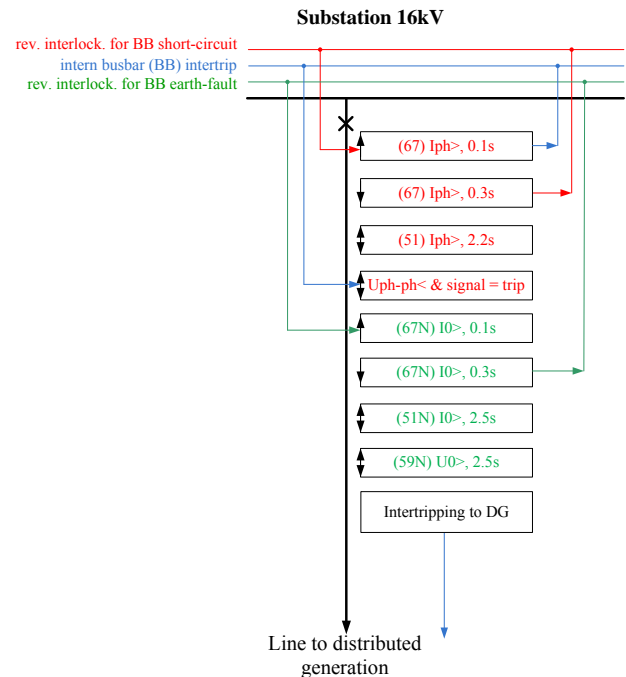 Substation 16kV
rev. interlock. for BB short-circuit
intern busbar (BB) intertrip
rev. interlock. for BB earth-fault
(67) Iph>, 0.1s
(67) Iph>, 0.3s
(51) Iph>, 2.2s
Uph-ph< & signal = trip
(67N) I0>, 0.1s
(67N) I0>, 0.3s
(51N) I0>, 2.5s
(59N) U0>, 2.5s
Intertripping to DG
Line to distributed
generation